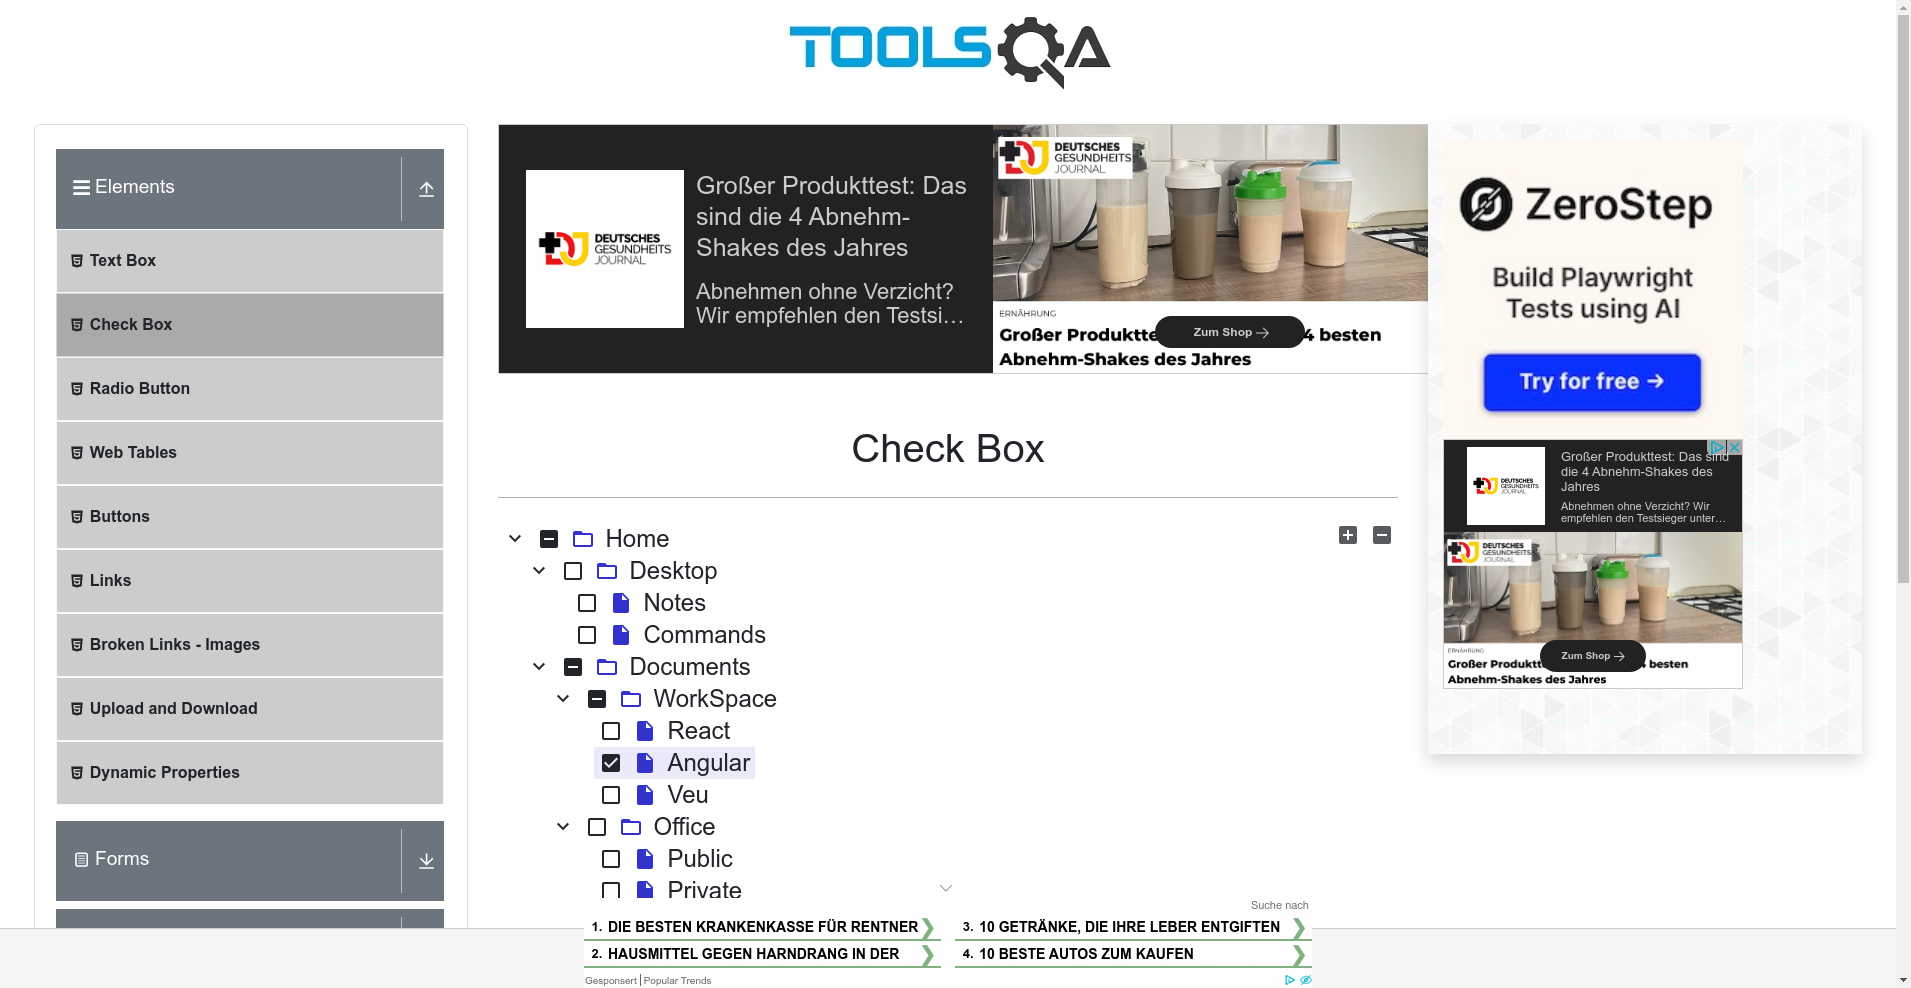 TOOLSQA
Elements
Text Box
Check Box
Radio Button
Web Tables
Buttons
Links
Broken Links - Images
Upload and Download
Dynamic Properties
Forms
DEUTSCHES
GESUNDHEITS
JOURNAL
Großer Produkttest: Das
sind die 4 Abnehm-
Shakes des Jahres
Abnehmen ohne Verzicht?
Wir empfehlen den Testsi…
DEUTSCHES
GESUNDHEITS
JOURNAL
ERNÄHRUNG
Großer Produktte
4 besten
Abnehm-Shakes des Jahres
Zum Shop
Check Box
Home
Desktop
Notes
Commands
Documents
WorkSpace
React
Angular
Veu
Office
Public
Private
ZeroStep
Build Playwright
Tests using AI
Try for free →
DEUTSCHES
GESUNDHEITS
JOURNAL
Großer Produkttest: Das sind
die 4 Abnehm-Shakes des
Jahres
Abnehmen ohne Verzicht? Wir
empfehlen den Testsieger unter…
DEUTSCHES
GESUNDHEITS
JOURNAL
ERNÄHRUNG
Großer Produktt
besten
Abnehm-Shakes des Jahres
Zum Shop
Suche nach
1. DIE BESTEN KRANKENKASSE FÜR RENTNER
2. HAUSMITTEL GEGEN HARNDRANG IN DER
3. 10 GETRÄNKE, DIE IHRE LEBER ENTGIFTEN
4. 10 BESTE AUTOS ZUM KAUFEN
Gesponsert | Popular Trends